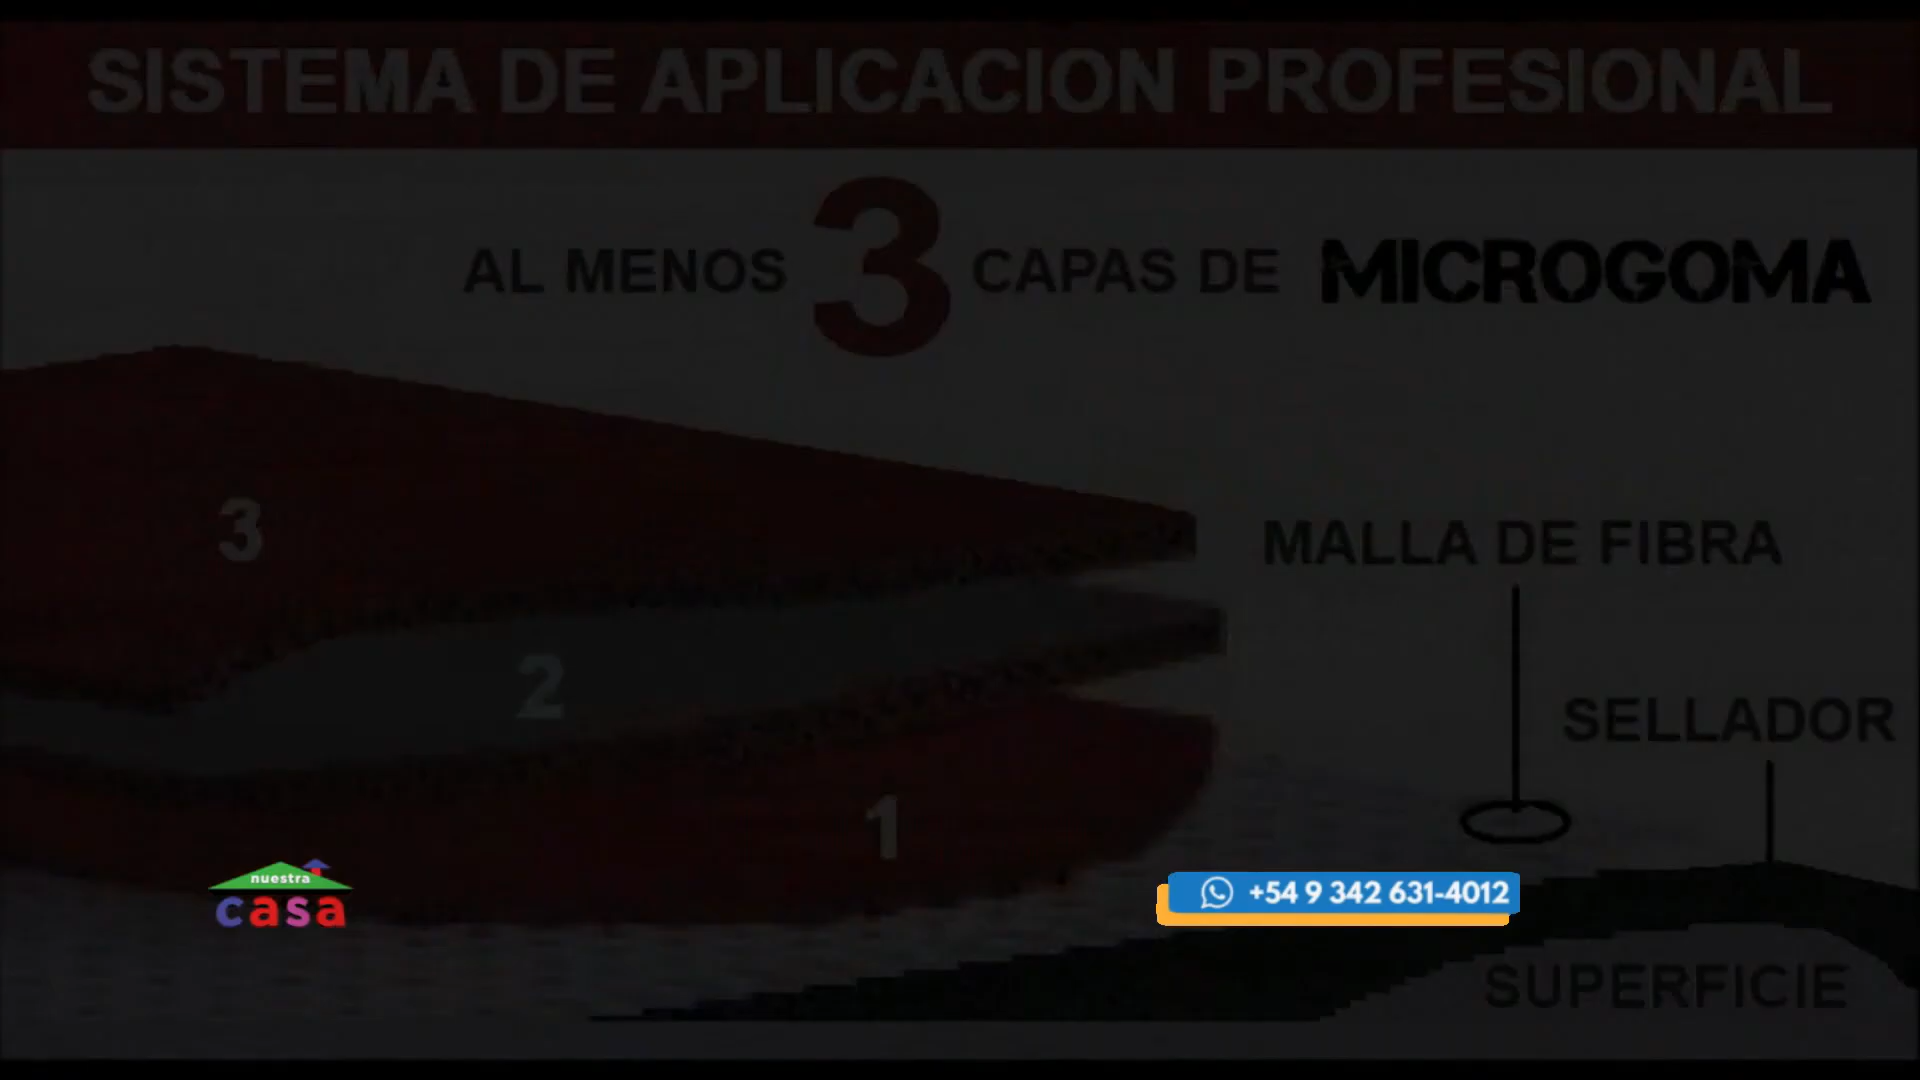 SISTEMA DE APLICACION PROFESIONAL
AL MENOS 3 CAPAS DE MICROGOMA
3
MALLA DE FIBRA
2
SELLADOR
1
nuestra
casa
+54 9 342 631-4012
SUPERFICIE